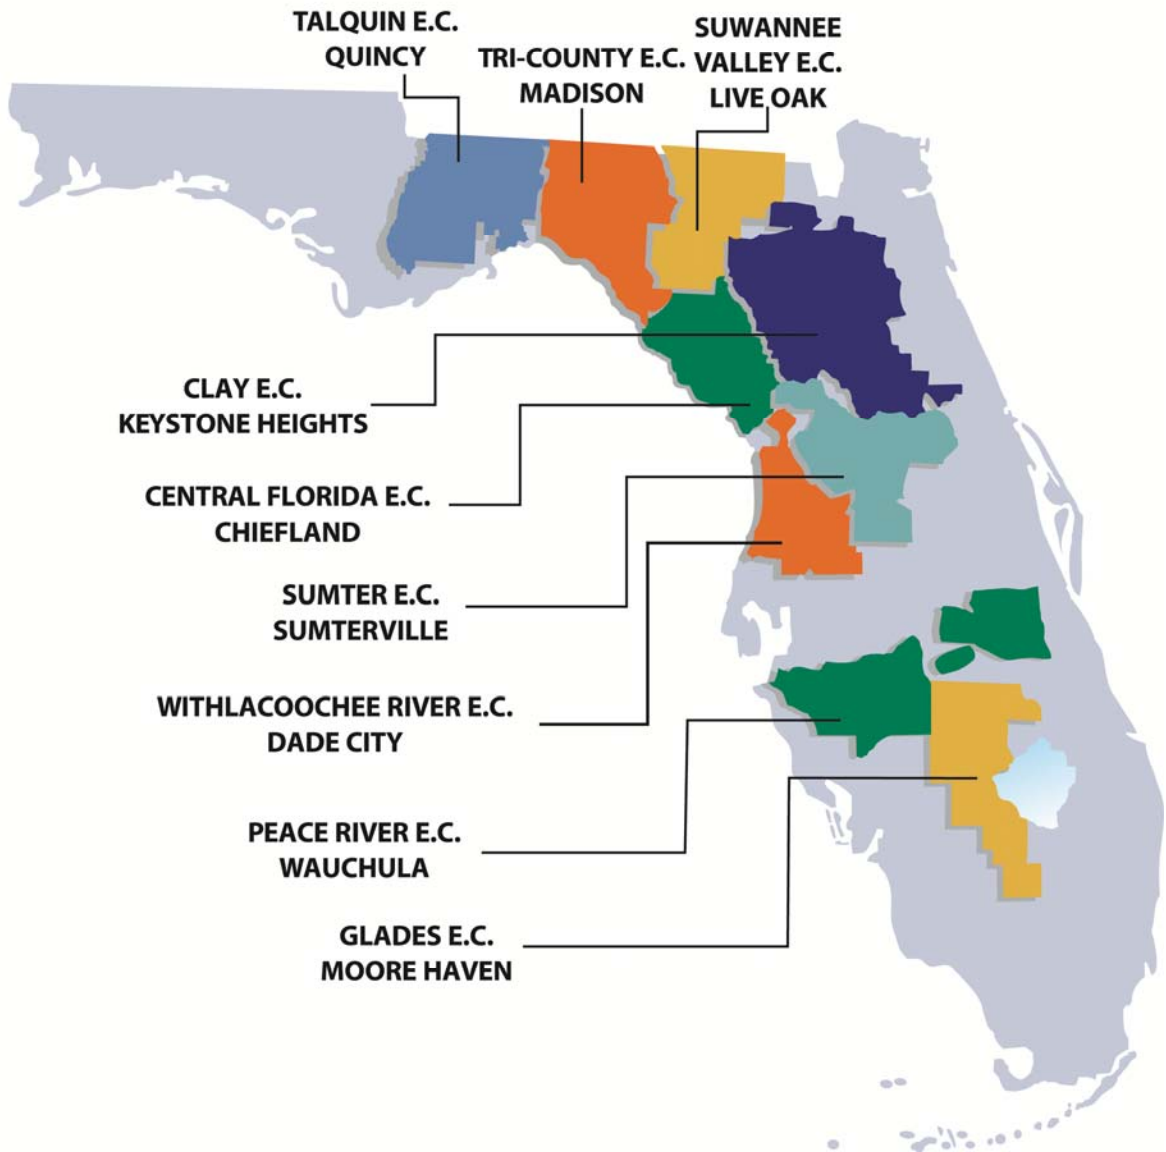 TALQUIN E.C.
QUINCY
TRI-COUNTY E.C.
MADISON
SUWANNEE
VALLEY E.C.
LIVE OAK
CLAY E.C.
KEYSTONE HEIGHTS
CENTRAL FLORIDA E.C.
CHIEFLAND
SUMTER E.C.
SUMTERVILLE
WITHLACOOCHEE RIVER E.C.
DADE CITY
PEACE RIVER E.C.
WAUCHULA
GLADES E.C.
MOORE HAVEN